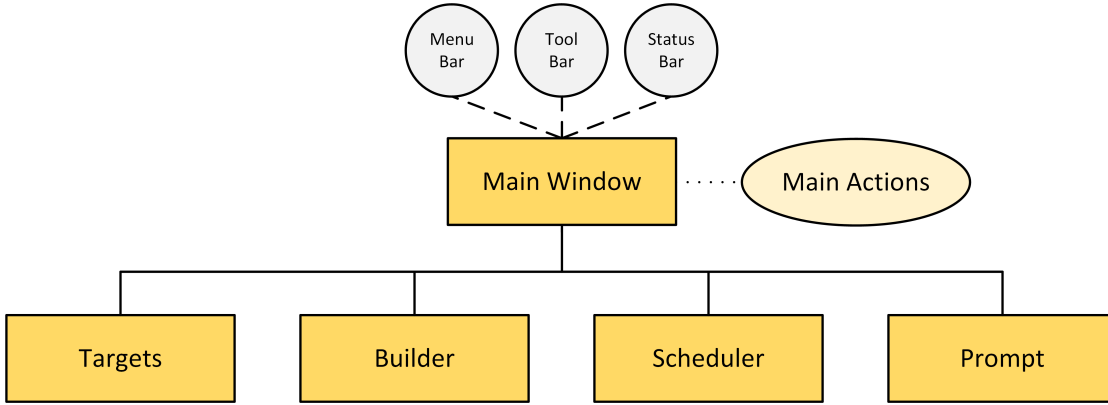 Menu
Bar
Tool
Bar
Status
Bar
Main Window
Main Actions
Targets
Builder
Scheduler
Prompt